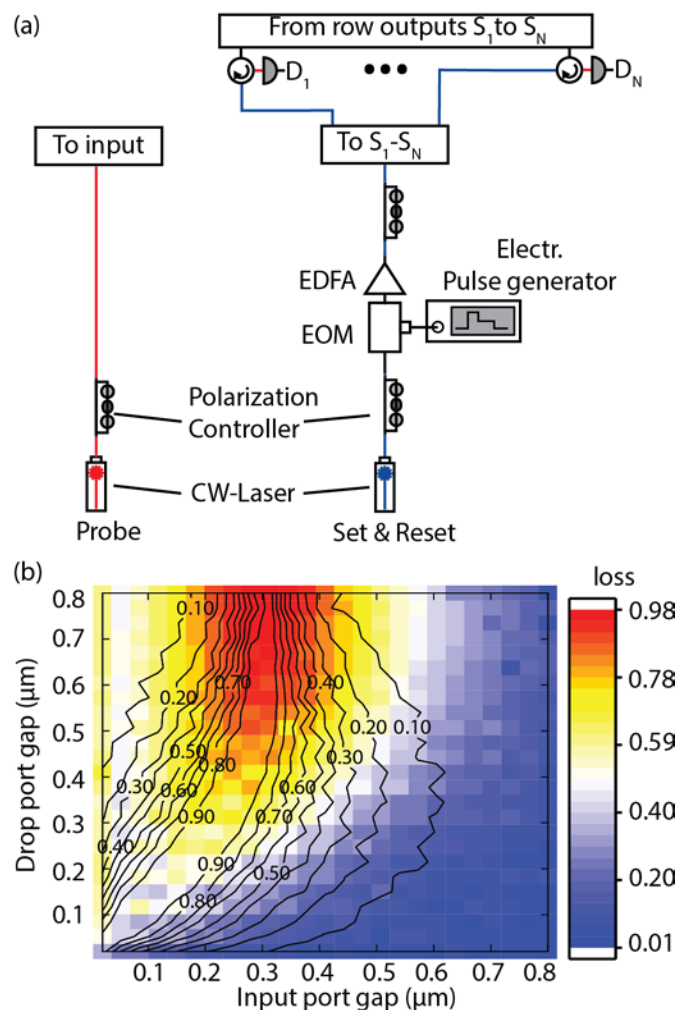 (a)
From row outputs S1 to SN
D1
DN
To input
To S1-SN
Electr.
Pulse generator
EDFA
EOM
Polarization
Controller
CW-Laser
Probe
Set & Reset
(b)
loss
0.8
0.7
0.6
0.5
0.4
0.3
0.2
0.1
Drop port gap (μm)
0.10
0.20
0.70
0.40
0.50
0.20
0.10
0.80
0.30
0.30
0.60
0.60
0.90
0.70
0.40
0.90
0.50
0.80
0.98
0.78
0.59
0.40
0.20
0.01
0.1 0.2 0.3 0.4 0.5 0.6 0.7 0.8
Input port gap (μm)